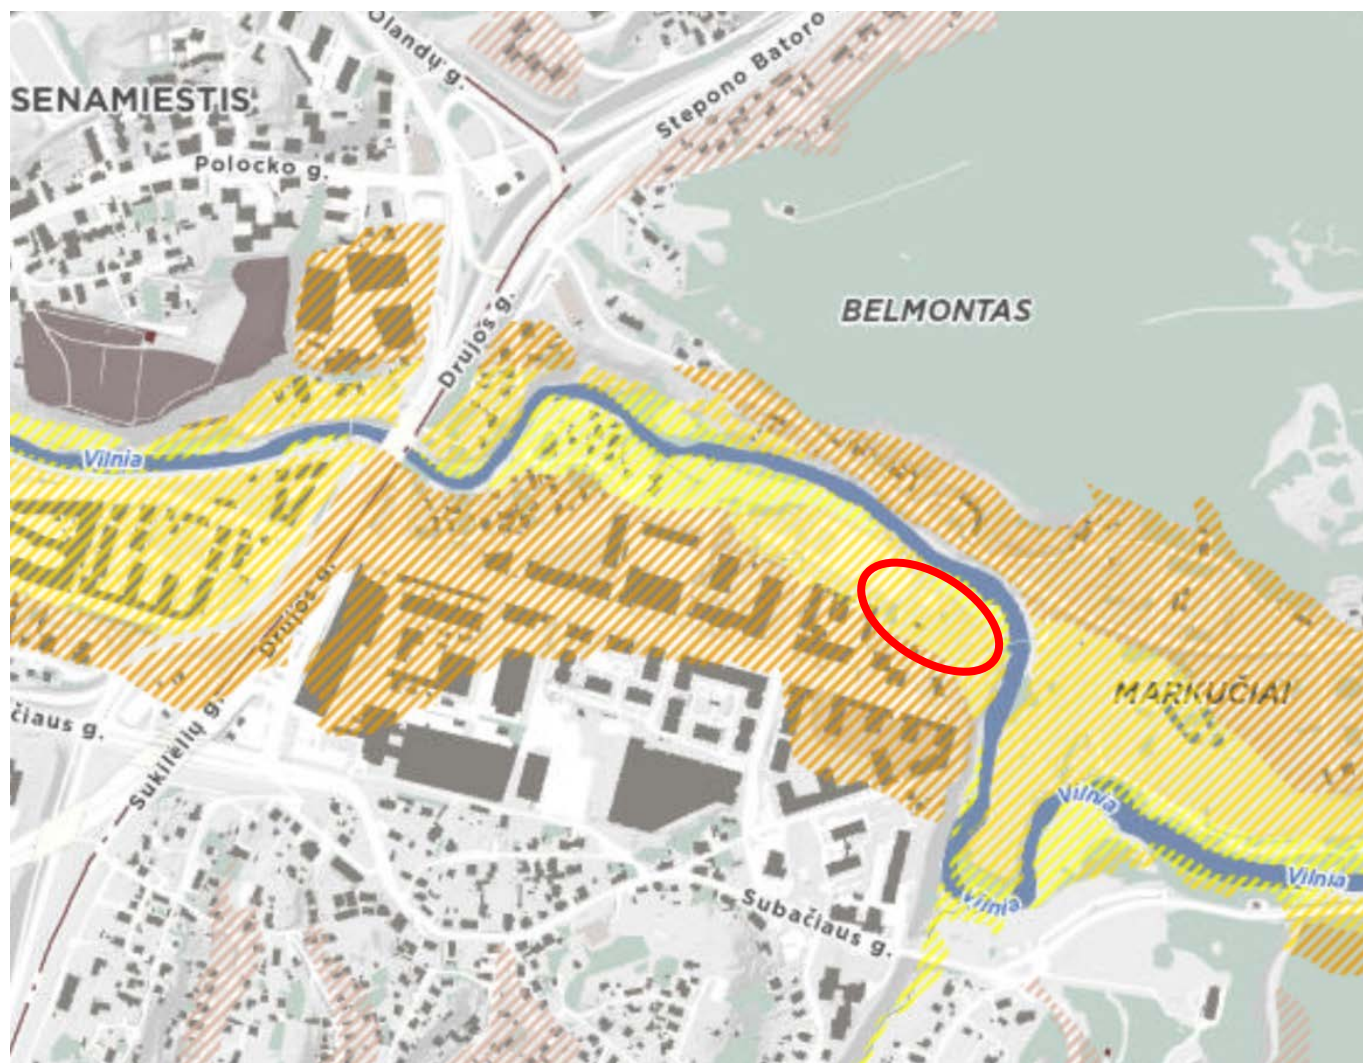 Olandų g.
Stepono Batoro
SENAMIESTIS
Polocko g.
BELMONTAS
Drujos g.
Vilnia
Drujos g.
MARKUČIAI
čiaus g.
Sukilėlių g.
Vilnia
Vilnia
Vilnia
Subačiaus g.